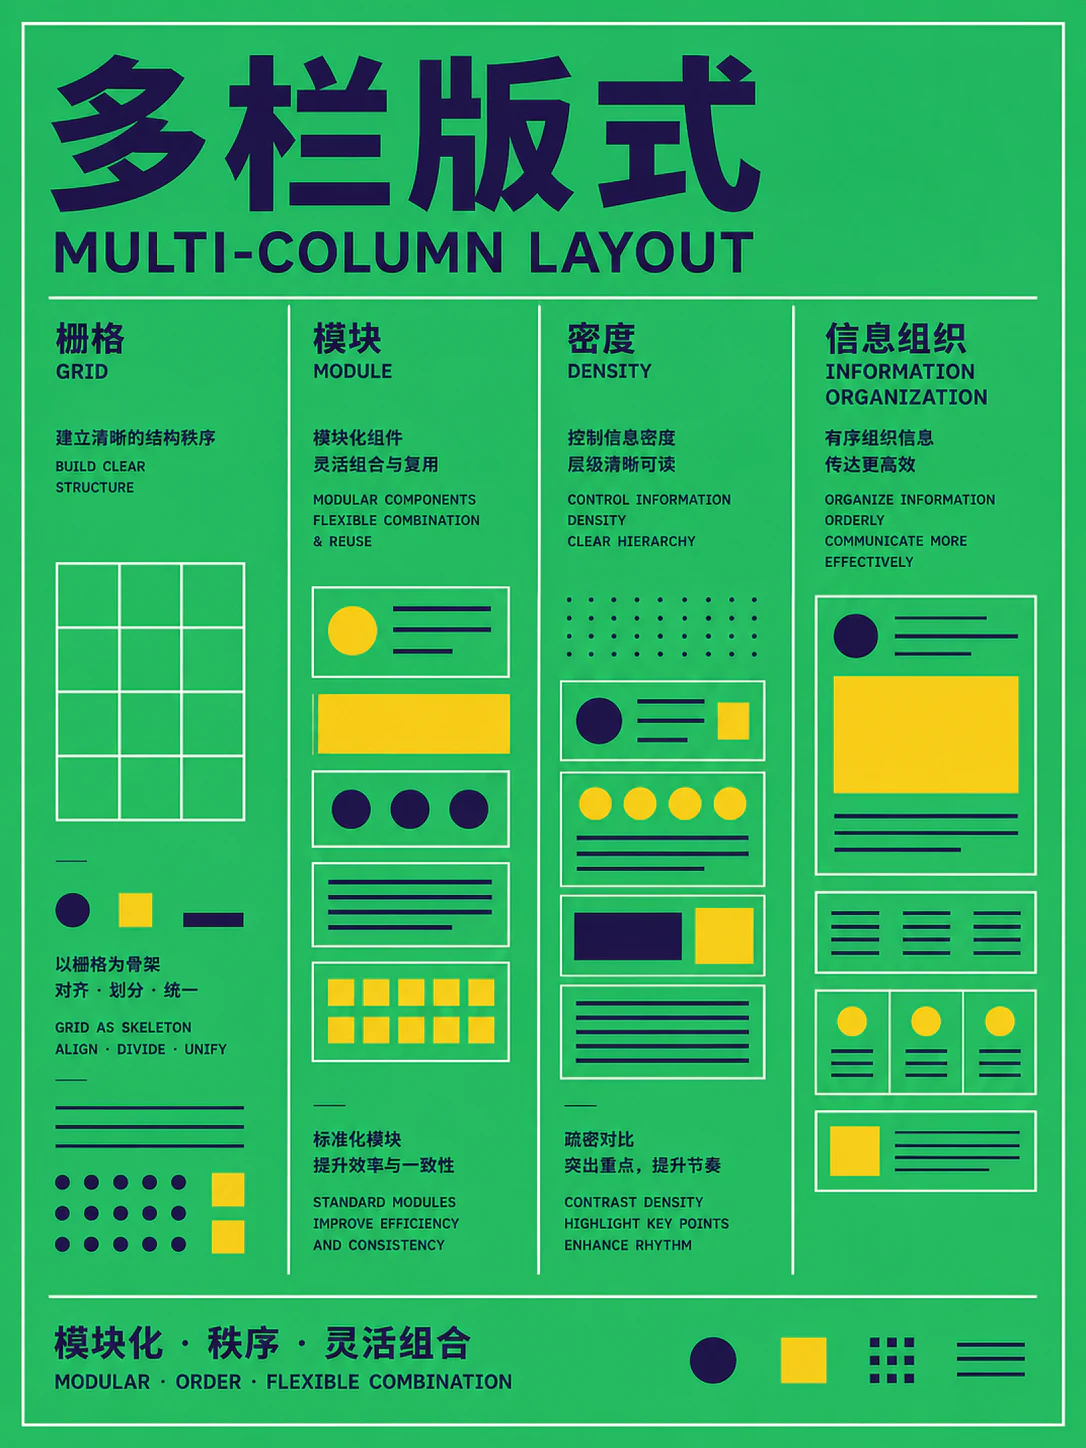 多栏版式
MULTI-COLUMN LAYOUT
栅格
GRID
建立清晰的结构秩序
BUILD CLEAR
STRUCTURE
以栅格为骨架
对齐 · 划分 · 统一
GRID AS SKELETON
ALIGN · DIVIDE · UNIFY
模块
MODULE
模块化组件
灵活组合与复用
MODULAR COMPONENTS
FLEXIBLE COMBINATION
& REUSE
标准化模块
提升效率与一致性
STANDARD MODULES
IMPROVE EFFICIENCY
AND CONSISTENCY
密度
DENSITY
控制信息密度
层级清晰可读
CONTROL INFORMATION
DENSITY
CLEAR HIERARCHY
疏密对比
突出重点，提升节奏
CONTRAST DENSITY
HIGHLIGHT KEY POINTS
ENHANCE RHYTHM
信息组织
INFORMATION
ORGANIZATION
有序组织信息
传达更高效
ORGANIZE INFORMATION
ORDERLY
COMMUNICATE MORE
EFFECTIVELY
模块化 · 秩序 · 灵活组合
MODULAR · ORDER · FLEXIBLE COMBINATION